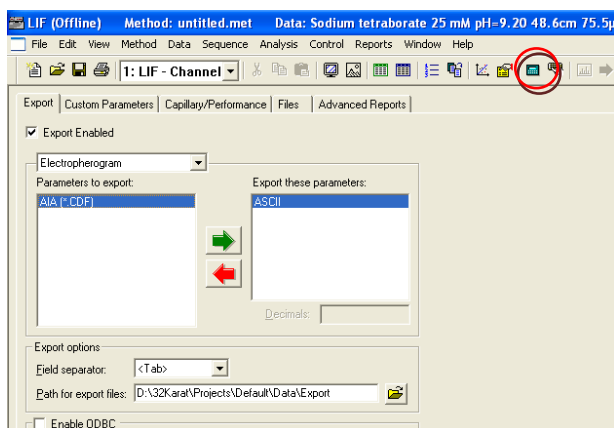 LIF (Offline) Method: untitled.met Data: Sodium tetraborate 25 mM pH=9.20 48.6cm 75.5µ
File Edit View Method Data Sequence Analysis Control Reports Window Help
1: LIF - Channel
Export Custom Parameters Capillary/Performance Files Advanced Reports
Export Enabled
Electropherogram
Parameters to export: Export these parameters:
AIA (*.CDF) ASCII
Decimals:
Export options
Field separator: <Tab>
Path for export files: D:\32Karat\Projects\Default\Data\Export
Enable ODBC